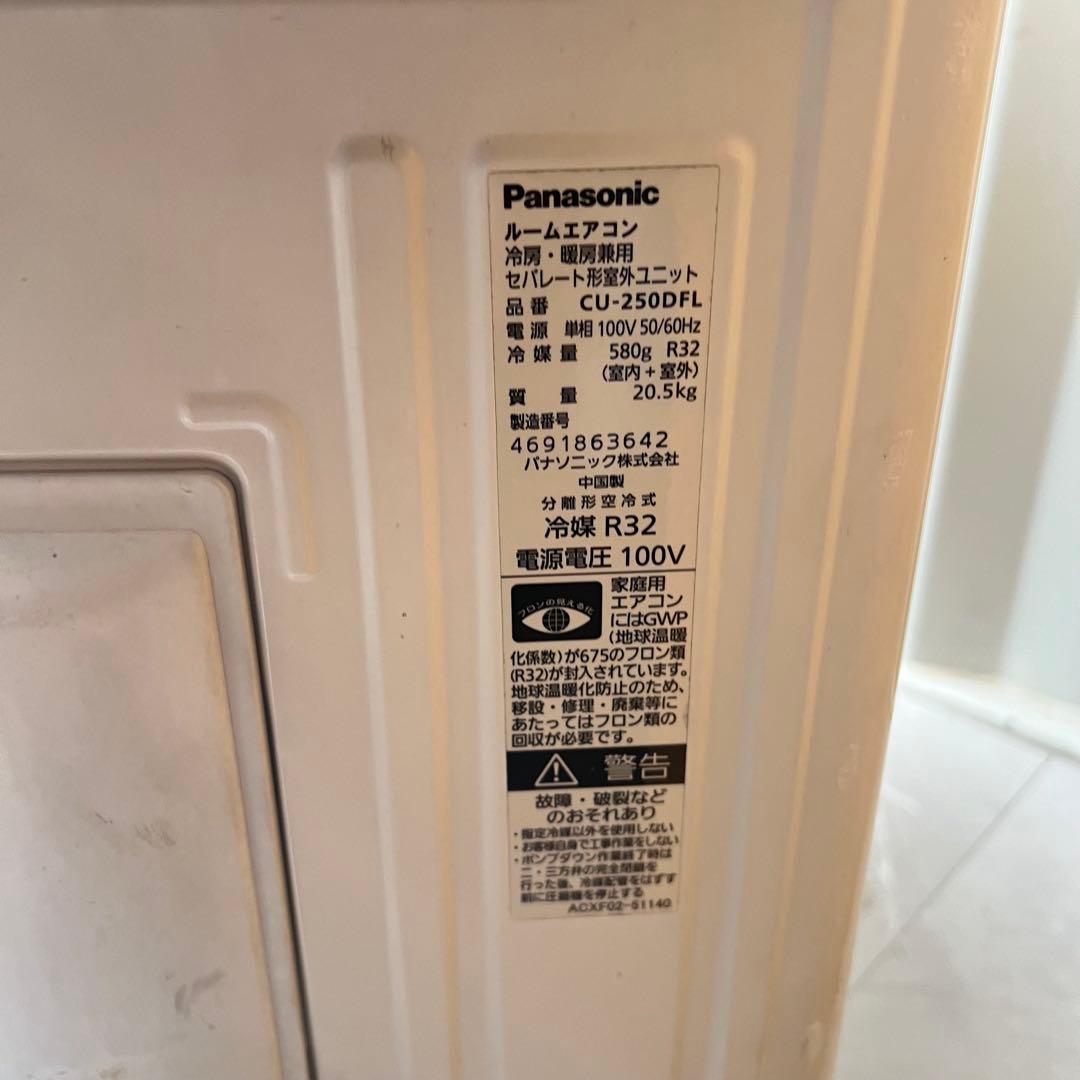 Panasonic
ルームエアコン
冷房・暖房兼用
セパレート形室外ユニット
品番 CU-250DFL
電源 単相 100V 50/60Hz
冷媒量 580g R32
(室内+室外)
質量 20.5kg
製造番号
4691863642
パナソニック株式会社
中国製
分離形空冷式
冷媒 R32
電源電圧 100V
フロンの見える化
家庭用
エアコン
にはGWP
(地球温暖
化係数)が675のフロン類
(R32)が封入されています。
地球温暖化防止のため、
移設・修理・廃棄等に
あたってはフロン類の
回収が必要です。
警告
故障・破裂など
のおそれあり
・指定冷媒以外を使用しない
・お客様自身で工事作業をしない
・ポンプダウン作業終了時は
二・三方弁の完全閉鎖を
行った後、冷媒配管をはずす
前に圧縮機を停止する
ACXF02-51140